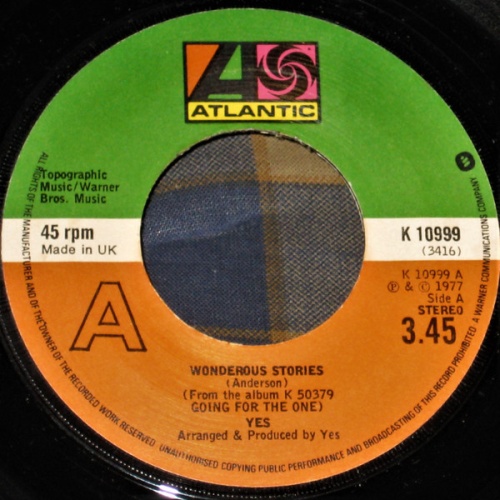 ATLANTIC
Topographic
Music/Warner
Bros. Music
45 rpm
Made in UK
K 10999
(3416)
K 10999 A
℗ & © 1977
Side A
STEREO
3.45
A
WONDEROUS STORIES
(Anderson)
(From the album K 50379
GOING FOR THE ONE)
YES
Arranged & Produced by Yes
ALL RIGHTS OF THE MANUFACTURER AND OF THE OWNER OF THE RECORDED WORK RESERVED. UNAUTHORISED COPYING PUBLIC PERFORMANCE AND BROADCASTING OF THIS RECORD PROHIBITED
A WARNER COMMUNICATIONS COMPANY